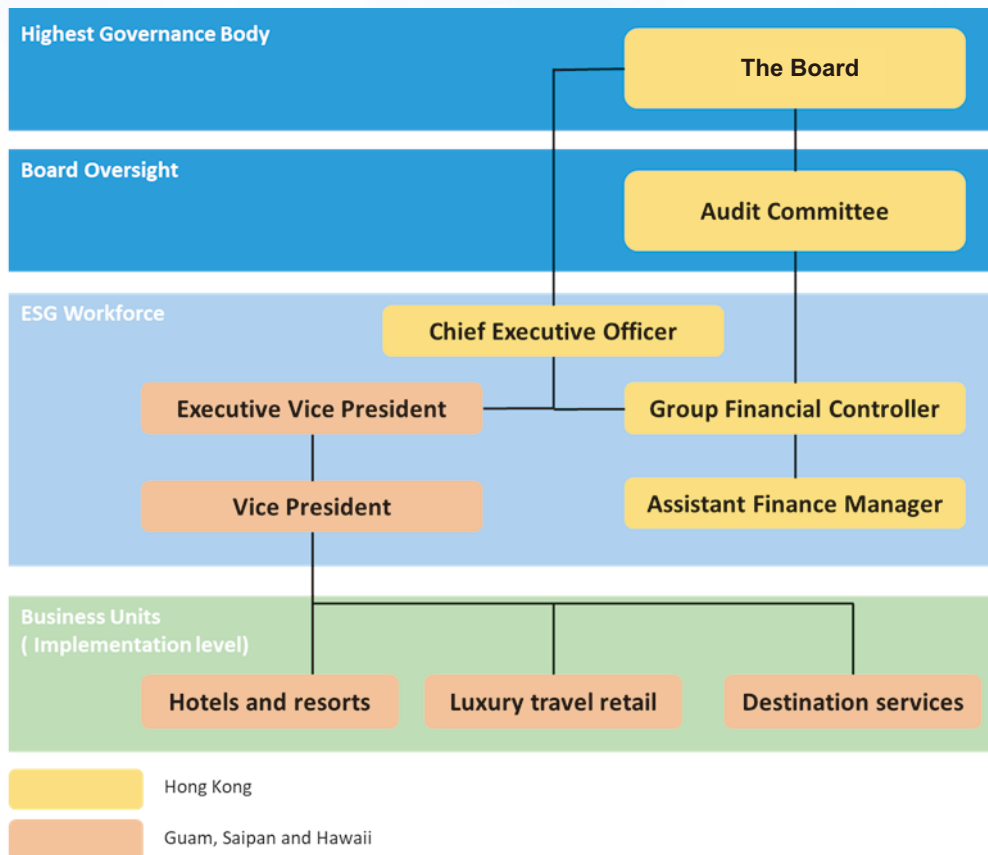 Highest Governance Body
The Board
Board Oversight
Audit Committee
ESG Workforce
Chief Executive Officer
Executive Vice President
Group Financial Controller
Vice President
Assistant Finance Manager
Business Units
( Implementation level)
Hotels and resorts
Luxury travel retail
Destination services
Hong Kong
Guam, Saipan and Hawaii